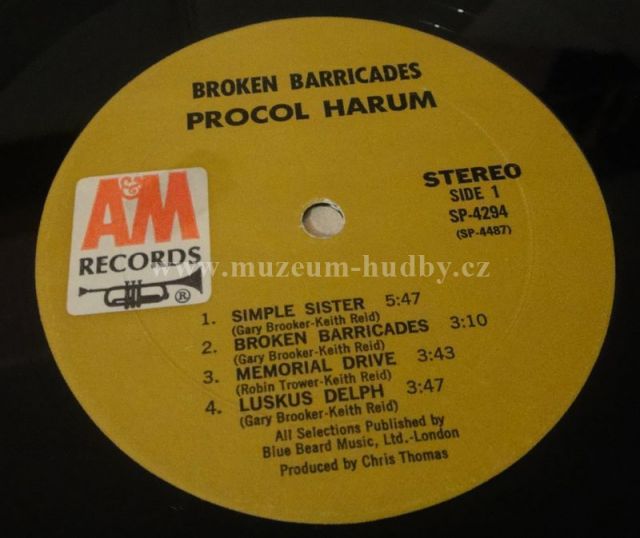 BROKEN BARRICADES
PROCOL HARUM
STEREO
SIDE 1
SP-4294
(SP-4487)
A&M
RECORDS
®
www.muzeum-hudby.cz
1. SIMPLE SISTER 5:47
(Gary Brooker-Keith Reid)
2. BROKEN BARRICADES 3:10
(Gary Brooker-Keith Reid)
3. MEMORIAL DRIVE 3:43
(Robin Trower-Keith Reid)
4. LUSKUS DELPH 3:47
(Gary Brooker-Keith Reid)
All Selections Published by
Blue Beard Music, Ltd.-London
Produced by Chris Thomas